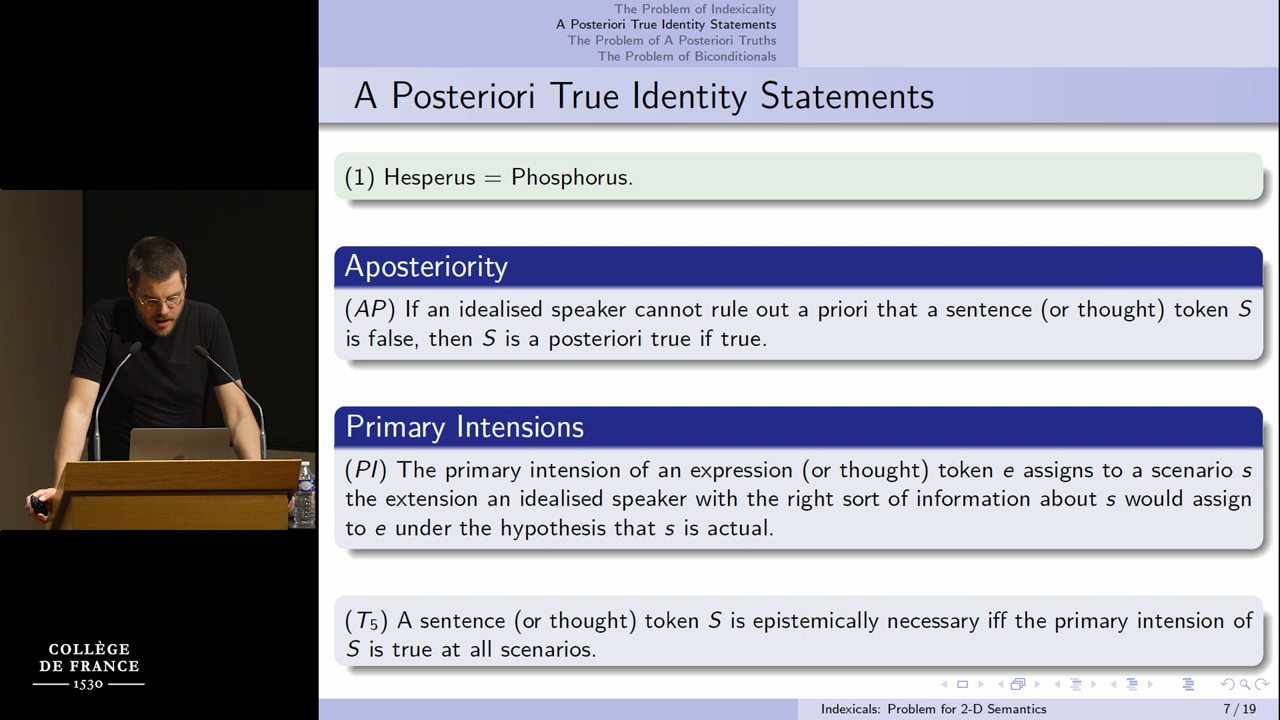 The Problem of Indexicality
A Posteriori True Identity Statements
The Problem of A Posteriori Truths
The Problem of Biconditionals
A Posteriori True Identity Statements
(1) Hesperus = Phosphorus.
Aposteriority
(AP) If an idealised speaker cannot rule out a priori that a sentence (or thought) token S
is false, then S is a posteriori true if true.
Primary Intensions
(PI) The primary intension of an expression (or thought) token e assigns to a scenario s
the extension an idealised speaker with the right sort of information about s would assign
to e under the hypothesis that s is actual.
(T₅) A sentence (or thought) token S is epistemically necessary iff the primary intension of
S is true at all scenarios.
COLLÈGE
DE FRANCE
1530
Indexicals: Problem for 2-D Semantics
7 / 19